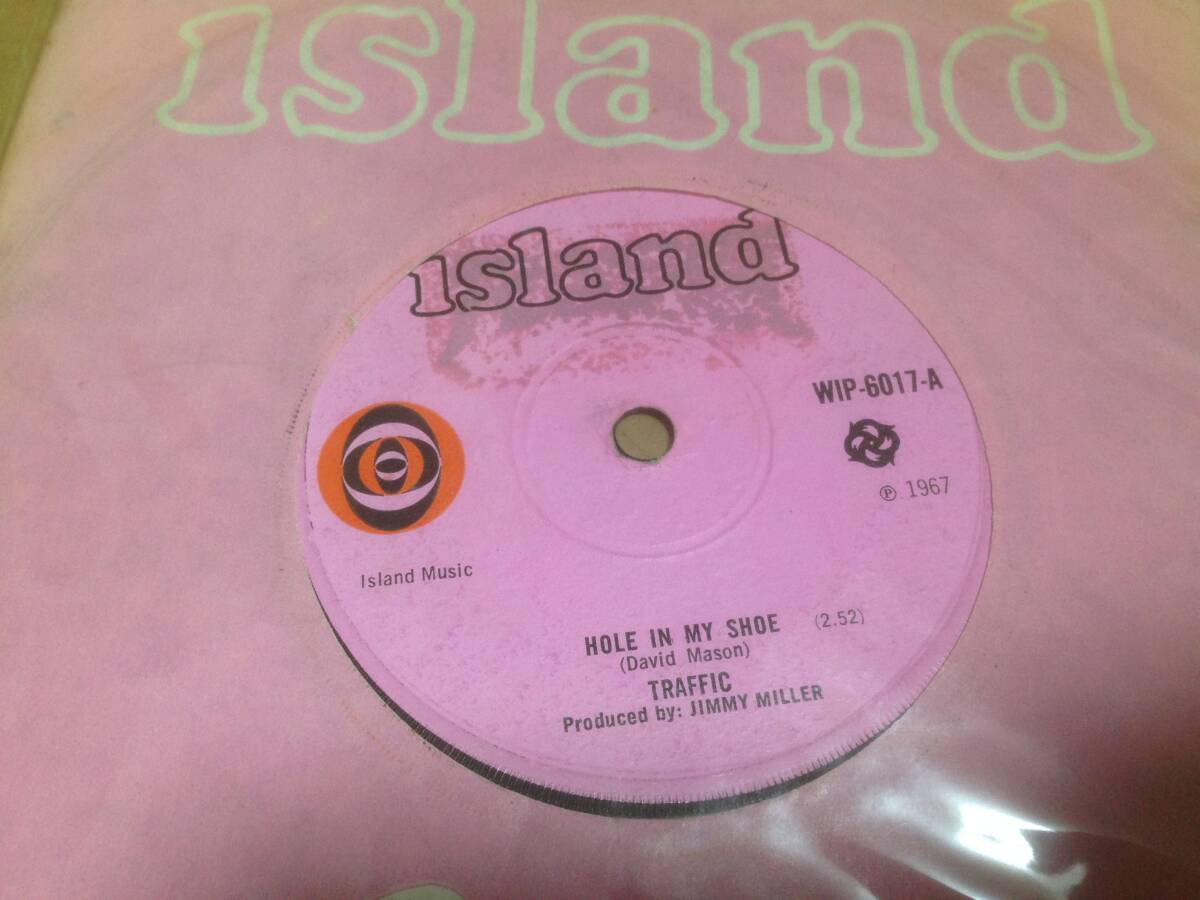 island
island
WIP-6017-A
℗ 1967
Island Music
HOLE IN MY SHOE (2.52)
(David Mason)
TRAFFIC
Produced by: JIMMY MILLER